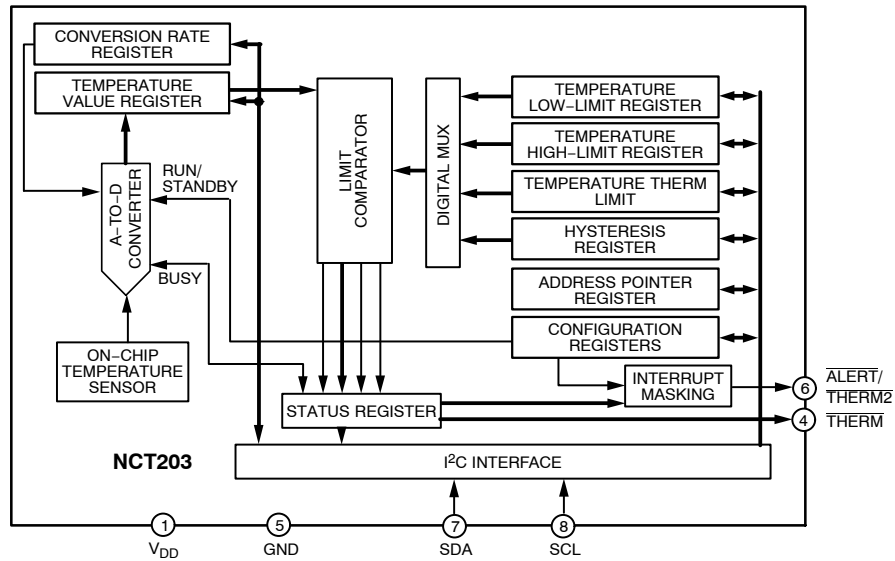 CONVERSION RATE
REGISTER
TEMPERATURE
VALUE REGISTER
A–TO–D
CONVERTER
RUN/
STANDBY
BUSY
ON–CHIP
TEMPERATURE
SENSOR
LIMIT
COMPARATOR
DIGITAL MUX
TEMPERATURE
LOW–LIMIT REGISTER
TEMPERATURE
HIGH–LIMIT REGISTER
TEMPERATURE THERM
LIMIT
HYSTERESIS
REGISTER
ADDRESS POINTER
REGISTER
CONFIGURATION
REGISTERS
INTERRUPT
MASKING
STATUS REGISTER
6
ALERT/
THERM2
4
THERM
NCT203
I²C INTERFACE
1
5
7
8
VDD
GND
SDA
SCL